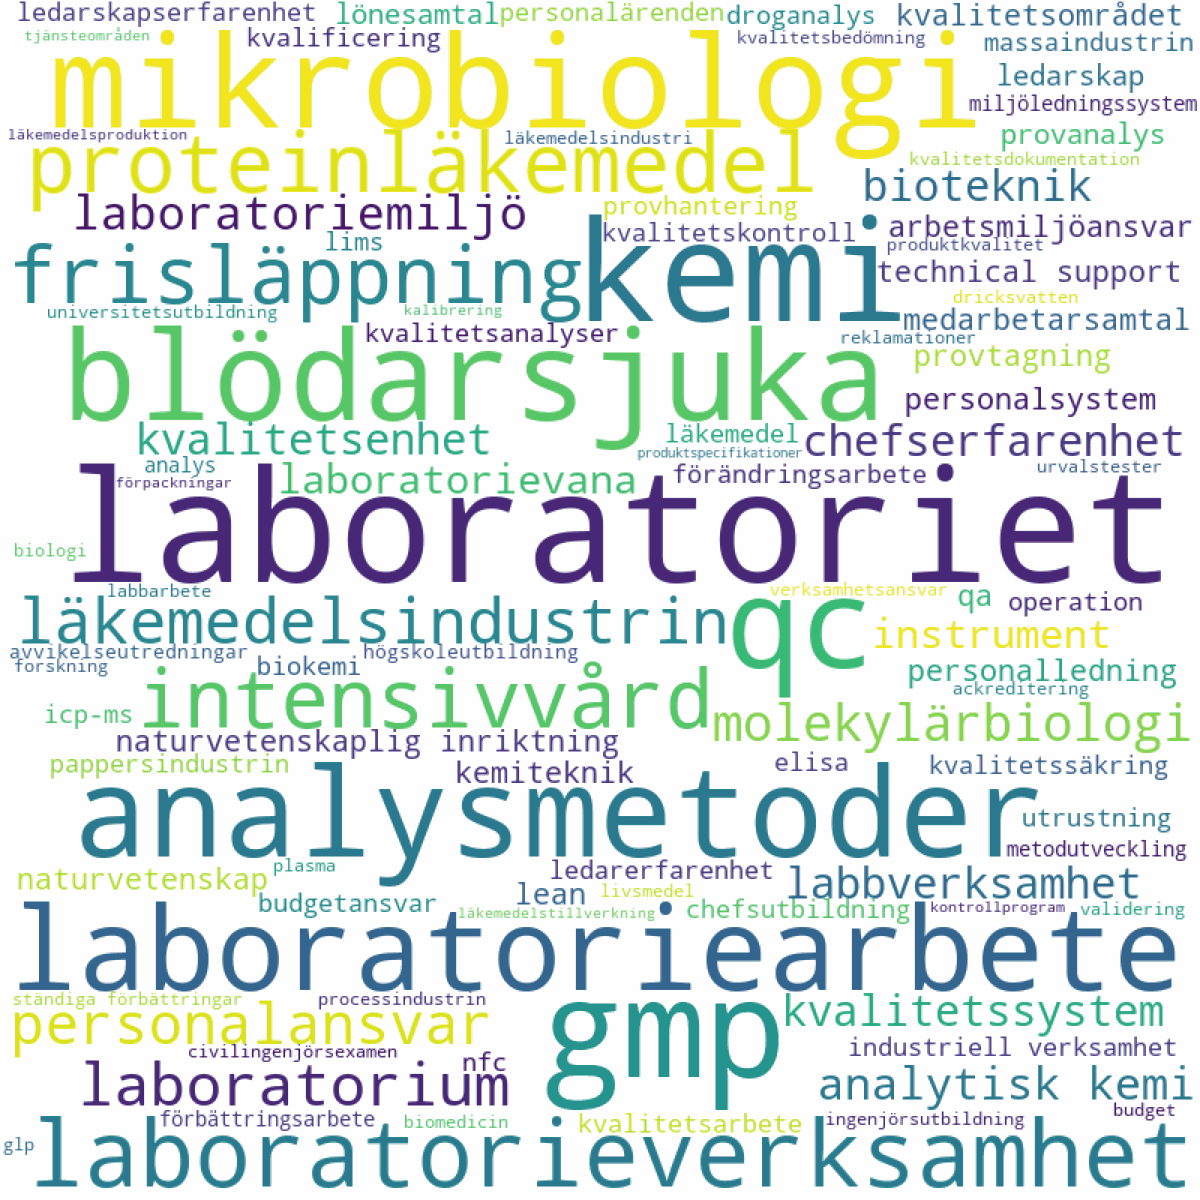 ledarskapserfarenhet
lönesamtal
personalärenden
droganalys
kvalitetsområdet
tjänsteområden
kvalificering
kvalitetsbedömning
massaindustrin
mikrobiologi
ledarskap
miljöledningssystem
läkemedelsproduktion
läkemedelsindustri
provanalys
proteinläkemedel
kvalitetsdokumentation
bioteknik
laboratoriemiljö
provhantering
kemi
arbetsmiljöansvar
lims
kvalitetskontroll
produktkvalitet
frisläppning
technical support
dricksvatten
universitetsutbildning
kalibrering
medarbetarsamtal
kvalitetsanalyser
reklamationer
blödarsjuka
provtagning
personalsystem
kvalitetsenhet
läkemedel
chefserfarenhet
produktspecifikationer
analys
urvalstester
förpackningar
laboratorievana
förändringsarbete
laboratoriet
biologi
labbarbete
verksamhetsansvar
qa
operation
läkemedelsindustrin
qc
instrument
avvikelseutredningar
högskoleutbildning
forskning
biokemi
personalledning
ackreditering
intensivvård
icp-ms
molekylärbiologi
naturvetenskaplig inriktning
pappersindustrin
kemiteknik
elisa
kvalitetssäkring
analysmetoder
utrustning
metodutveckling
plasma
ledarerfarenhet
naturvetenskap
lean
livsmedel
labbverksamhet
budgetansvar
läkemedelstillverkning
chefsutbildning
kontrollprogram
validering
laboratoriearbete
ständiga förbättringar
processindustrin
personalansvar
gmp
kvalitetssystem
civilingenjörsexamen
nfc
industriell verksamhet
laboratorium
analytisk kemi
förbättringsarbete
biomedicin
kvalitetsarbete
ingenjörsutbildning
budget
glp
laboratorieverksamhet